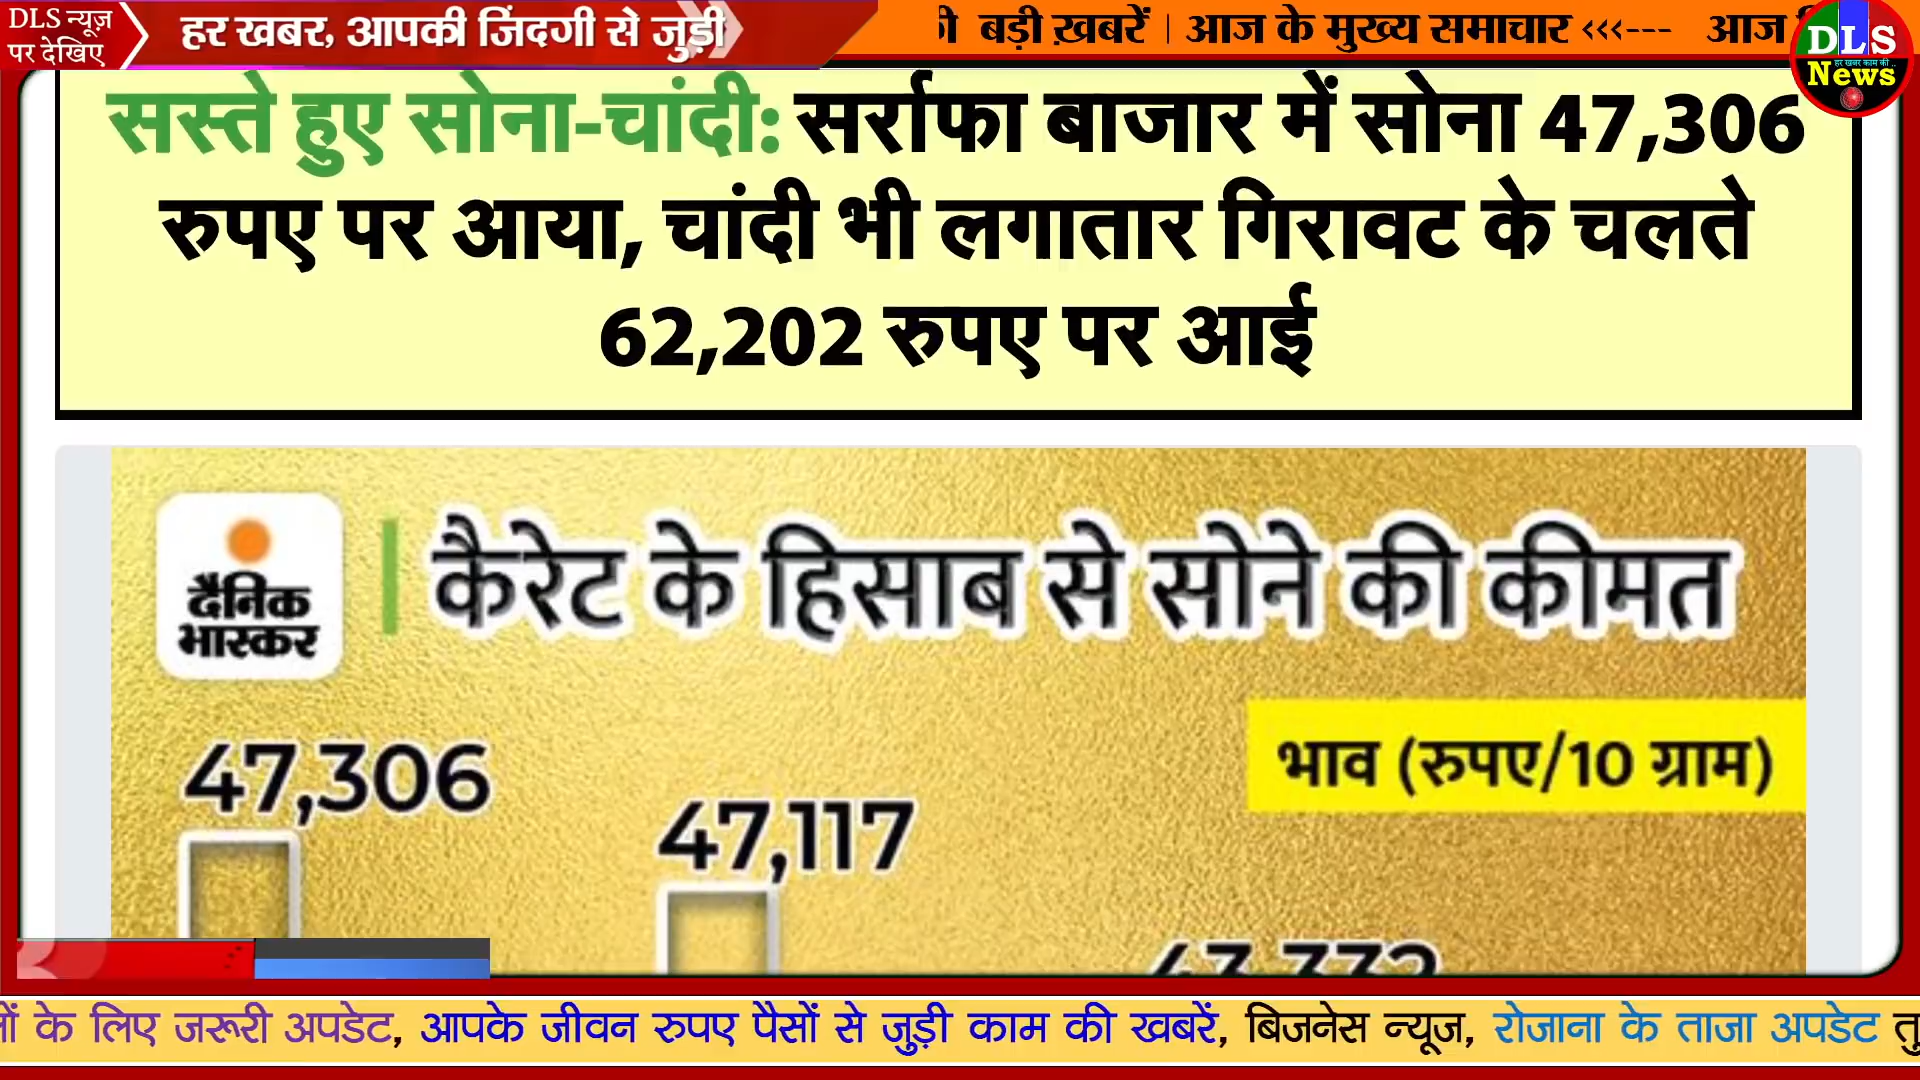 DLS न्यूज़
पर देखिए
हर खबर, आपकी जिंदगी से जुड़ी
बड़ी ख़बरें | आज के मुख्य समाचार ‹‹‹--- आज
DLS
हर खबर काम की ..
News
सस्ते हुए सोना-चांदी: सर्राफा बाजार में सोना 47,306
रुपए पर आया, चांदी भी लगातार गिरावट के चलते
62,202 रुपए पर आई
दैनिक
भास्कर
कैरेट के हिसाब से सोने की कीमत
भाव (रुपए/10 ग्राम)
47,306
47,117
के लिए जरूरी अपडेट, आपके जीवन रुपए पैसों से जुड़ी काम की खबरें, बिजनेस न्यूज, रोजाना के ताजा अपडेट